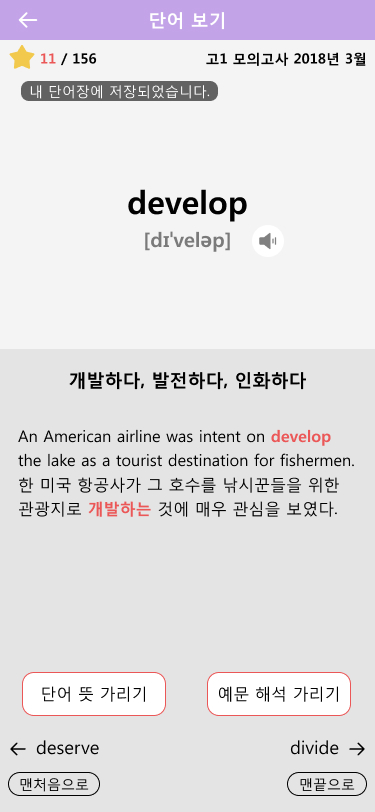 단어 보기
11 / 156
고1 모의고사 2018년 3월
내 단어장에 저장되었습니다.
develop
[dɪˈveləp]
개발하다, 발전하다, 인화하다
An American airline was intent on develop
the lake as a tourist destination for fishermen.
한 미국 항공사가 그 호수를 낚시꾼들을 위한
관광지로 개발하는 것에 매우 관심을 보였다.
단어 뜻 가리기
예문 해석 가리기
← deserve
divide →
맨처음으로
맨끝으로